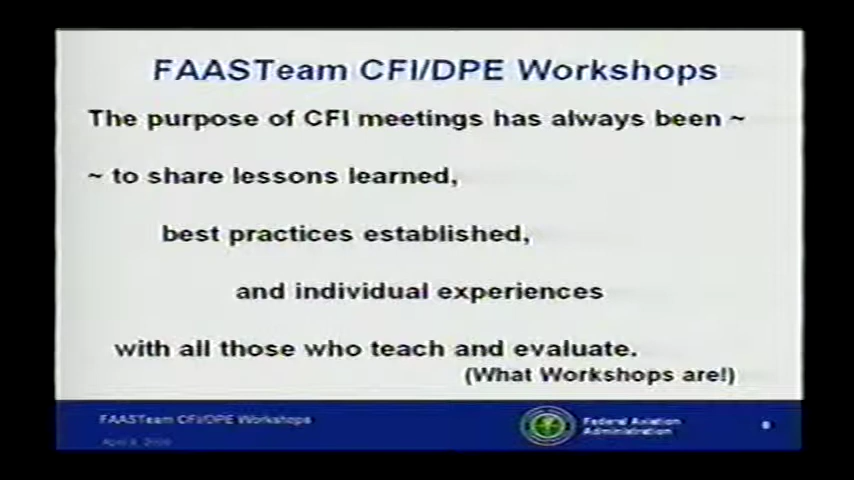 FAASTeam CFI/DPE Workshops
The purpose of CFI meetings has always been ~
~ to share lessons learned,
best practices established,
and individual experiences
with all those who teach and evaluate.
(What Workshops are!)
FAASTeam CFI/DPE Workshops
Federal Aviation
Administration